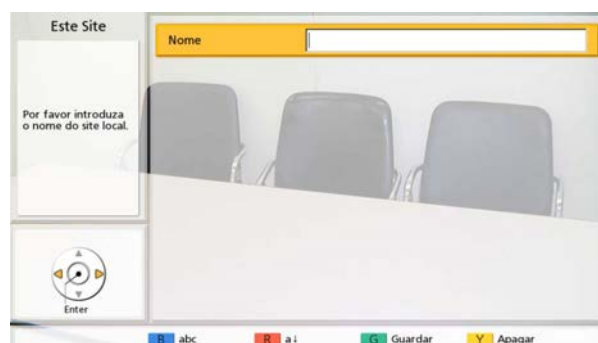 Este Site
Nome
Por favor introduza
o nome do site local.
Enter
B abc R a↓ G Guardar Y Apagar